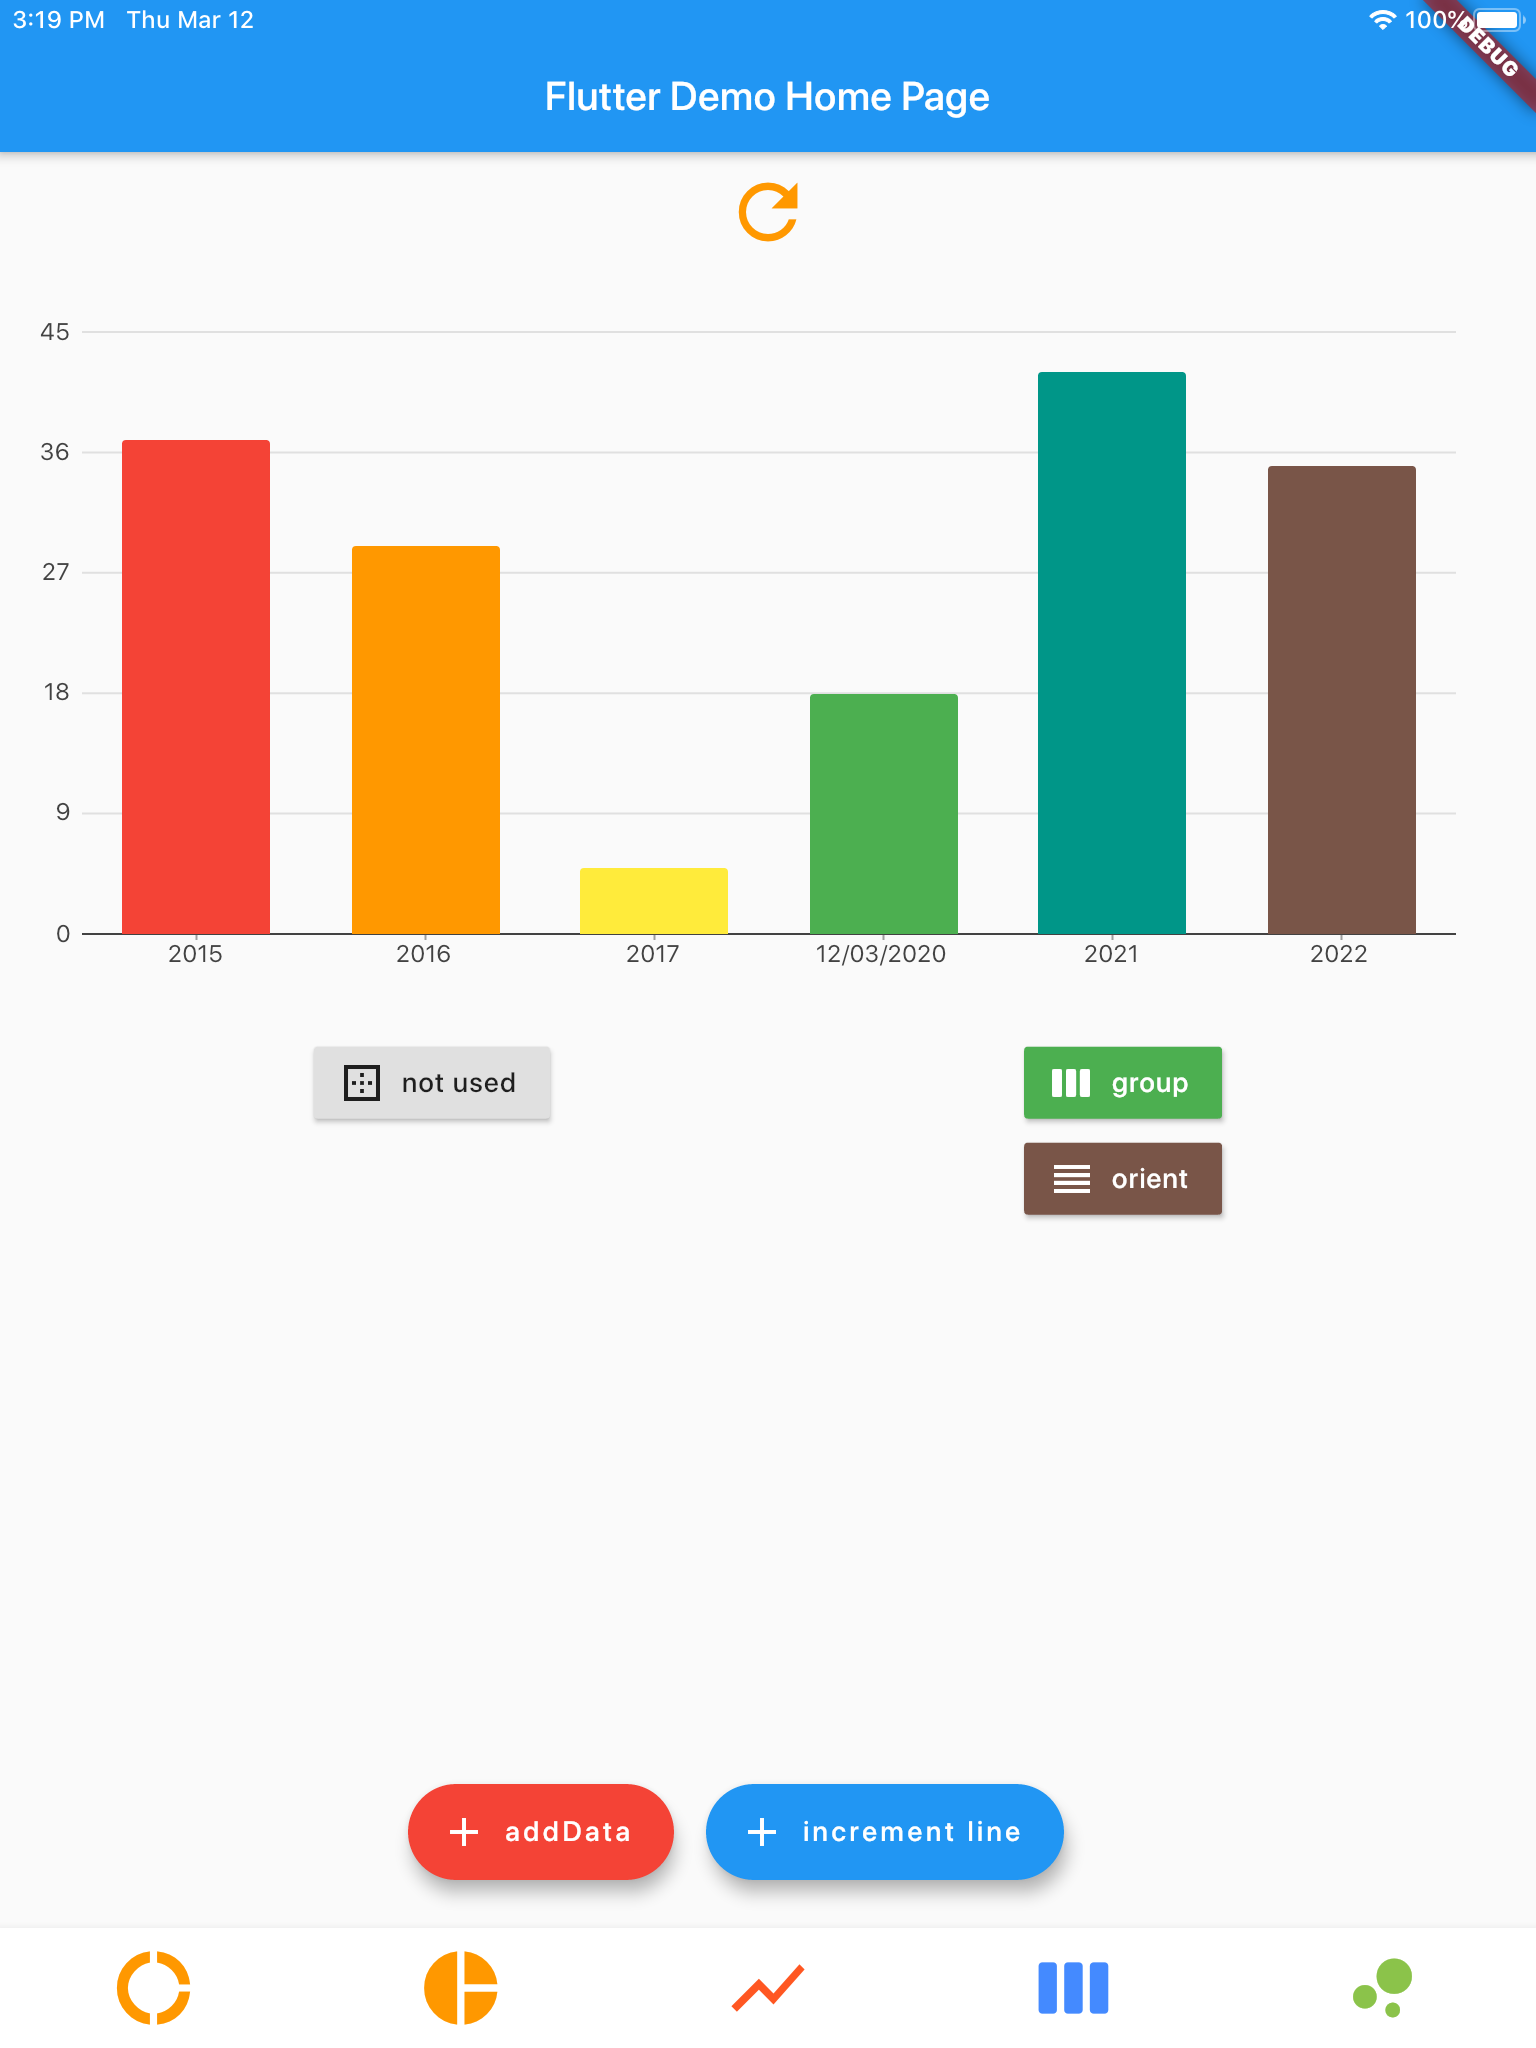 3:19 PM Thu Mar 12 100%
DEBUG
Flutter Demo Home Page
45
36
27
18
9
0
2015 2016 2017 12/03/2020 2021 2022
not used group
orient
addData increment line